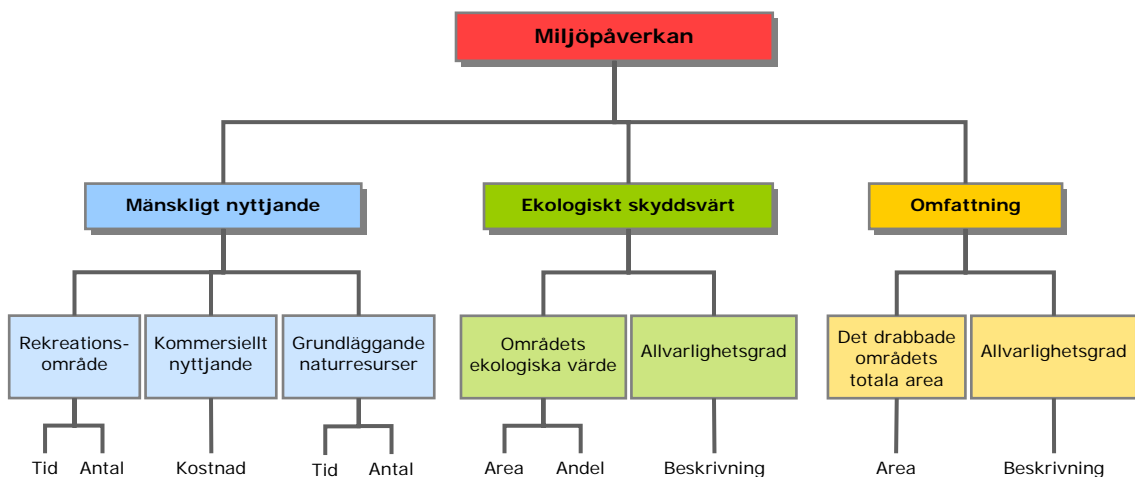 Miljöpåverkan
Mänskligt nyttjande
Ekologiskt skyddsvärt
Omfattning
Rekreations-
område
Kommersiellt
nyttjande
Grundläggande
naturresurser
Områdets
ekologiska värde
Allvarlighetsgrad
Det drabbade
områdets
totala area
Allvarlighetsgrad
Tid
Antal
Kostnad
Tid
Antal
Area
Andel
Beskrivning
Area
Beskrivning